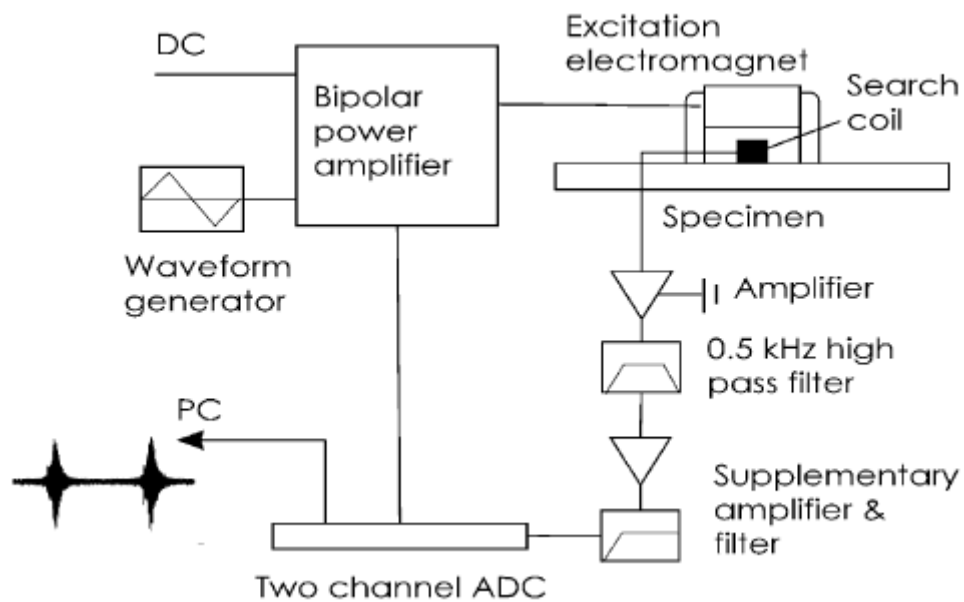 DC
Bipolar
power
amplifier
Excitation
electromagnet
Search
coil
Specimen
Waveform
generator
Amplifier
0.5 kHz high
pass filter
PC
Supplementary
amplifier &
filter
Two channel ADC